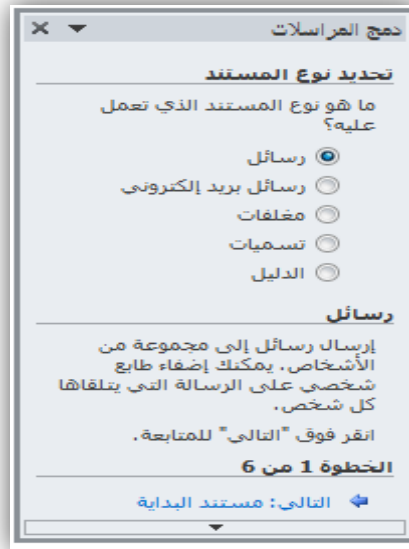 دمج المراسلات
تحديد نوع المستند
ما هو نوع المستند الذي تعمل
عليه؟
رسائل
رسائل بريد إلكتروني
مغلفات
تسميات
الدليل
رسائل
إرسال رسائل إلى مجموعة من
الأشخاص. يمكنك إضفاء طابع
شخصي على الرسالة التي يتلقاها
كل شخص.
انقر فوق "التالي" للمتابعة.
الخطوة 1 من 6
التالي: مستند البداية